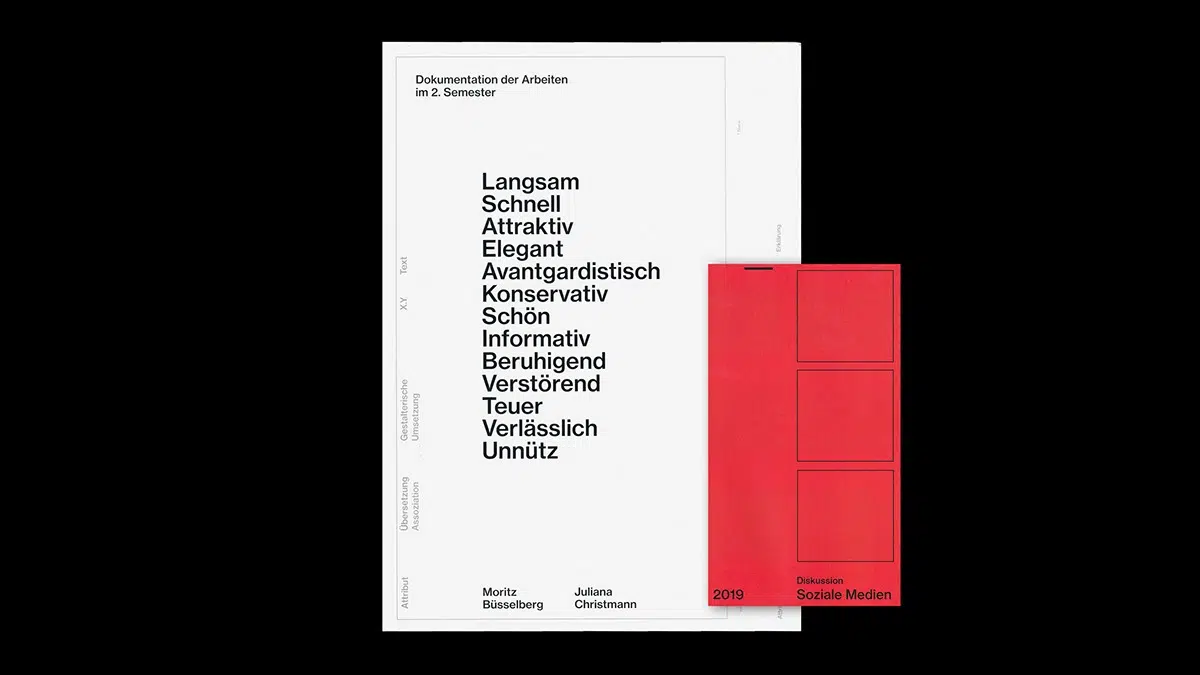 Dokumentation der Arbeiten
im 2. Semester
Langsam
Schnell
Attraktiv
Elegant
Avantgardistisch
Konservativ
Schön
Informativ
Beruhigend
Verstörend
Teuer
Verlässlich
Unnütz
Text
X.Y
Gestalterische
Umsetzung
Übersetzung
Assoziation
Attribut
Moritz
Büsselberg
Juliana
Christmann
Erklärung
2019
Diskussion
Soziale Medien